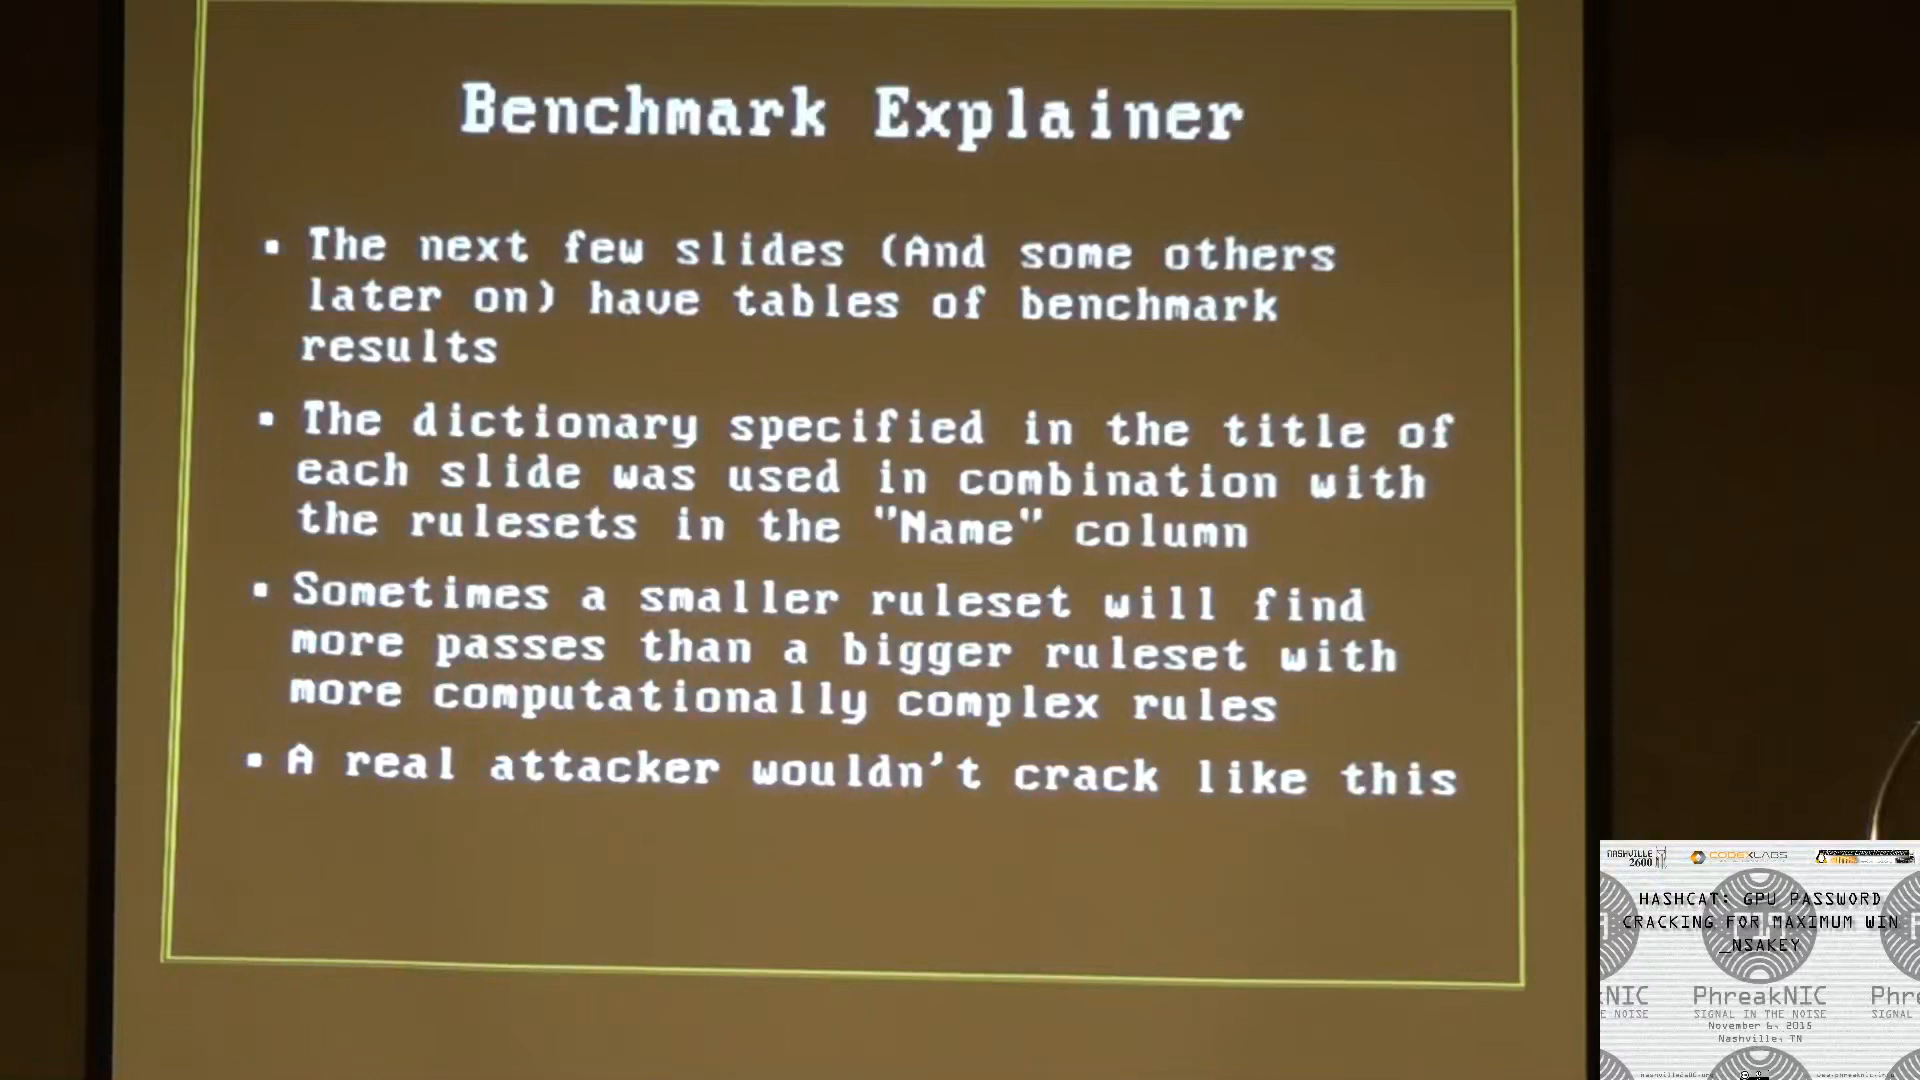 Benchmark Explainer
▪ The next few slides (And some others
later on) have tables of benchmark
results
▪ The dictionary specified in the title of
each slide was used in combination with
the rulesets in the "Name" column
▪ Sometimes a smaller ruleset will find
more passes than a bigger ruleset with
more computationally complex rules
▪ A real attacker wouldn't crack like this
NASHVILLE
2600
CODEXLABS
HASHCAT: GPU PASSWORD
CRACKING FOR MAXIMUM WIN
_NSAKEY
PhreakNIC
SIGNAL IN THE NOISE
November 6, 2015
Nashville, TN